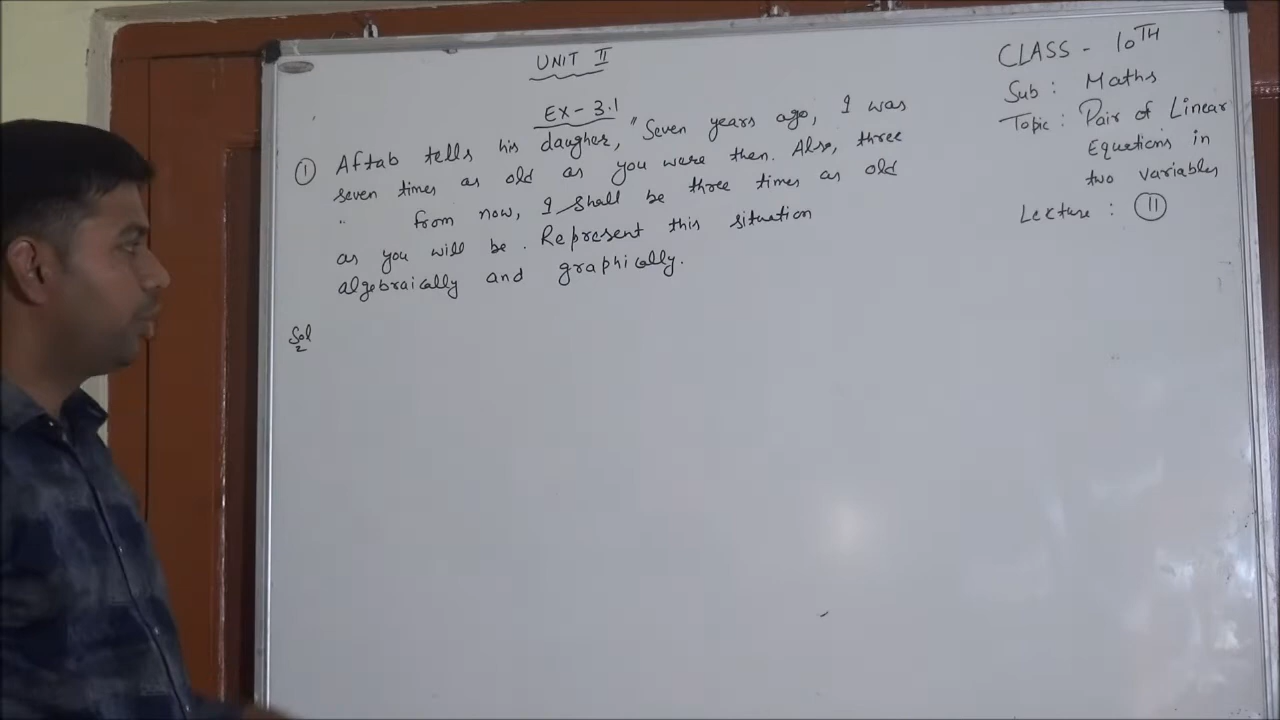 UNIT II
EX - 3.1
① Aftab tells his daugher, "Seven years ago, I was
seven times as old as you were then. Also, three
" from now, I shall be three times as old
as you will be. Represent this situation
algebraically and graphically.
Sol
CLASS - 10TH
Sub : Maths
Topic : Pair of Linear
Equations in
two variables
Lecture : 11